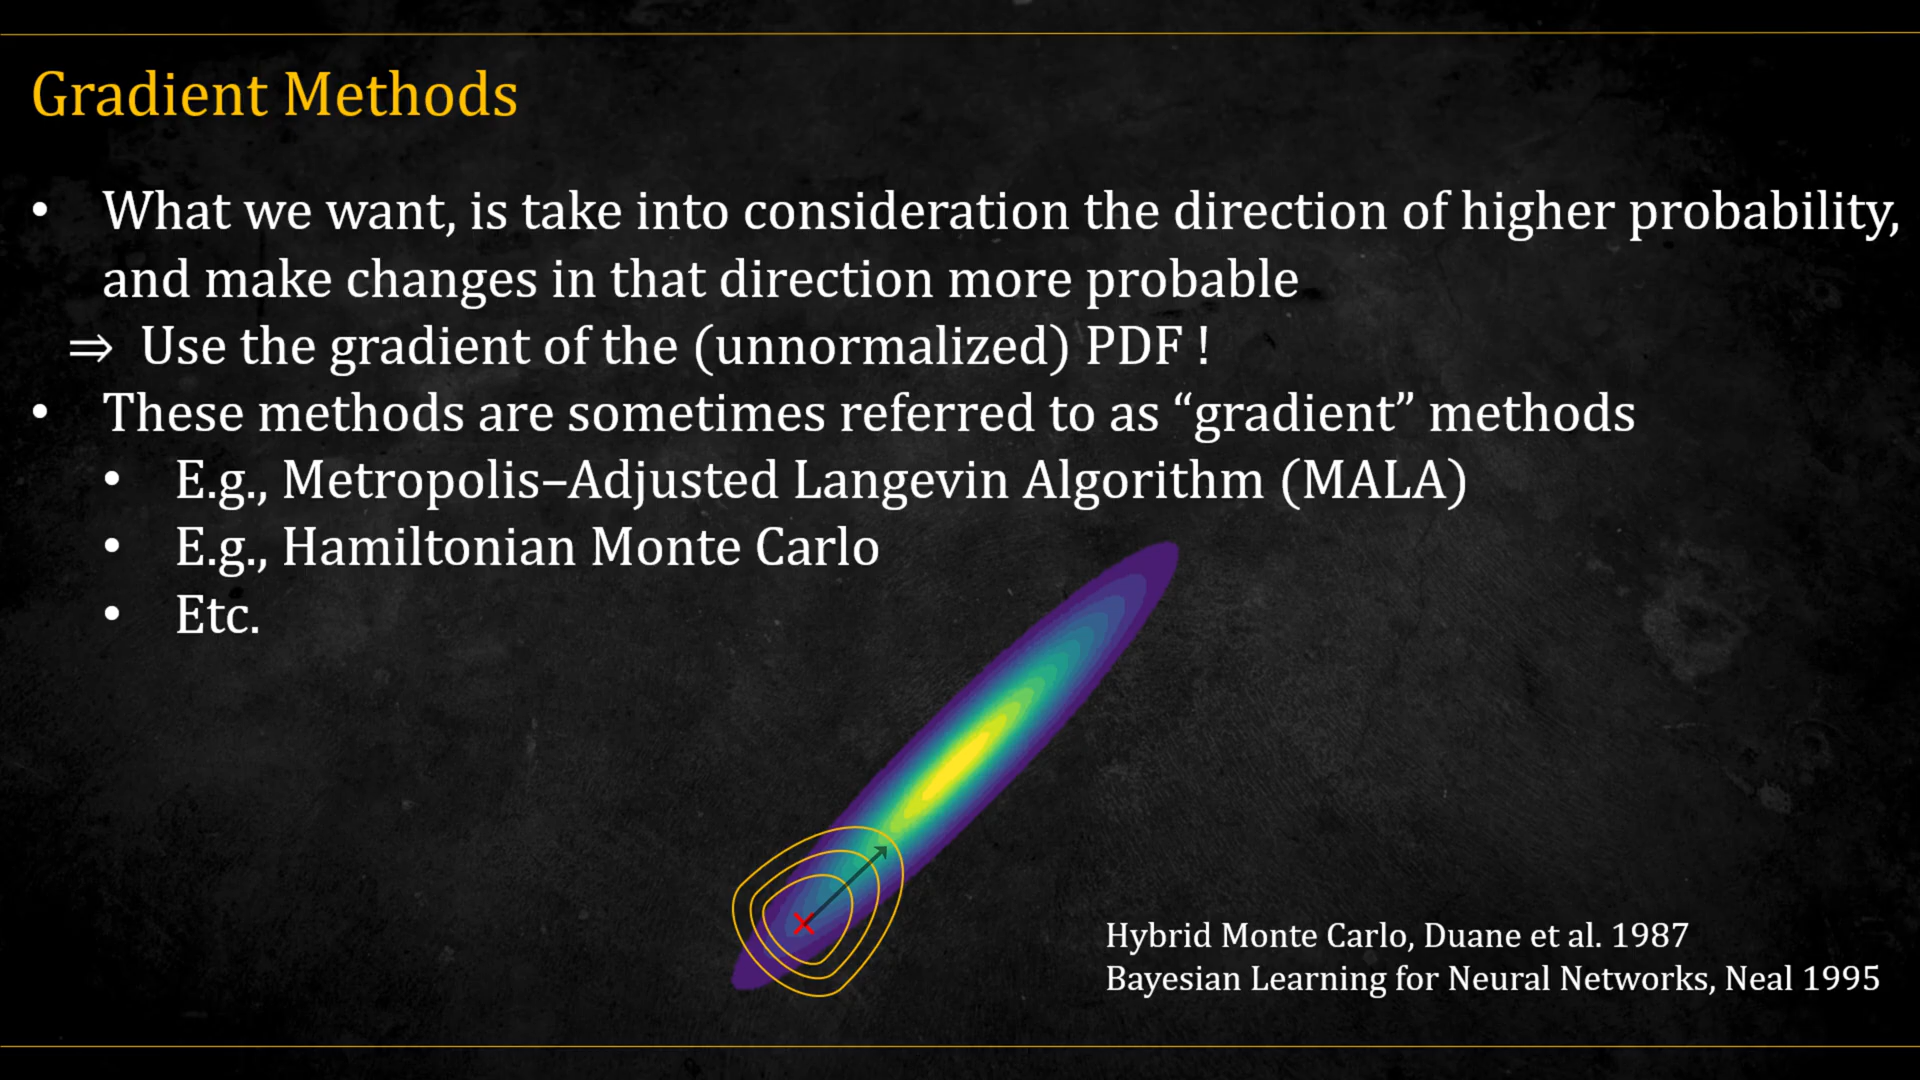 Gradient Methods
• What we want, is take into consideration the direction of higher probability,
and make changes in that direction more probable
⇒ Use the gradient of the (unnormalized) PDF !
• These methods are sometimes referred to as “gradient” methods
• E.g., Metropolis–Adjusted Langevin Algorithm (MALA)
• E.g., Hamiltonian Monte Carlo
• Etc.
Hybrid Monte Carlo, Duane et al. 1987
Bayesian Learning for Neural Networks, Neal 1995